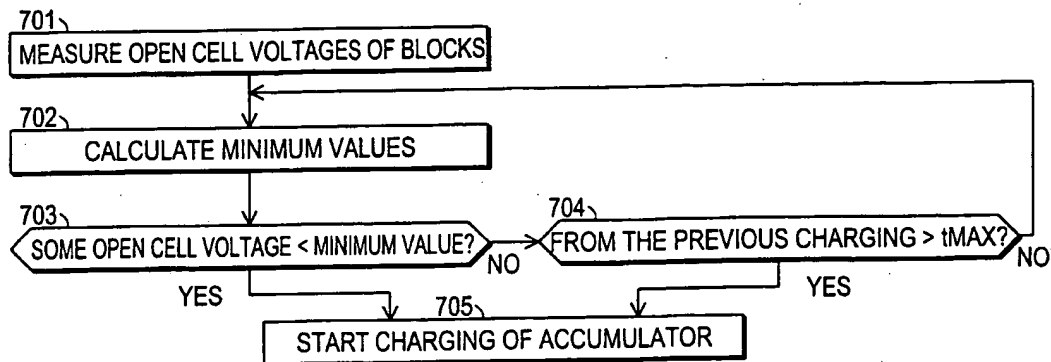 701
MEASURE OPEN CELL VOLTAGES OF BLOCKS
702
CALCULATE MINIMUM VALUES
703
SOME OPEN CELL VOLTAGE < MINIMUM VALUE?
NO
704
FROM THE PREVIOUS CHARGING > tMAX?
NO
YES
YES
705
START CHARGING OF ACCUMULATOR